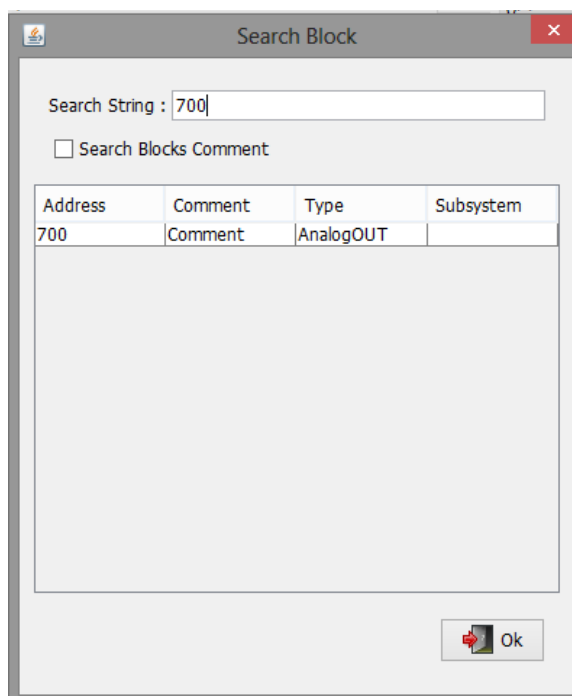 Search Block
Search String : 700
Search Blocks Comment
Address Comment Type Subsystem
700 Comment AnalogOUT
Ok